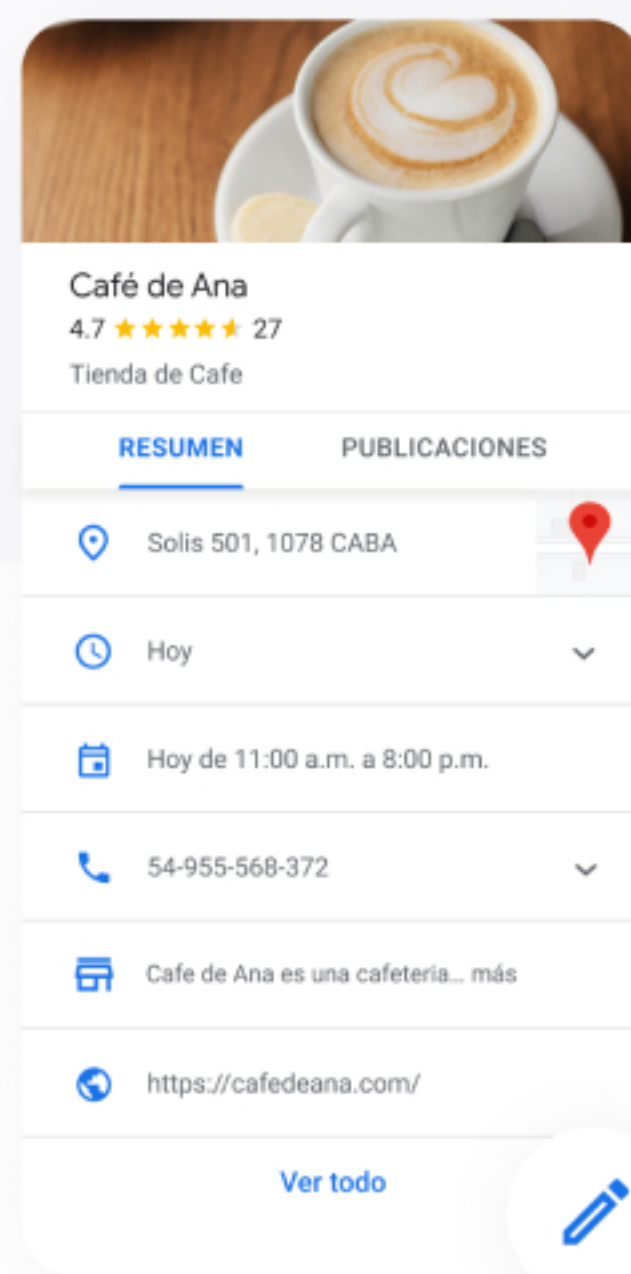 Café de Ana
4.7 27
Tienda de Cafe
RESUMEN PUBLICACIONES
Solis 501, 1078 CABA
Hoy
Hoy de 11:00 a.m. a 8:00 p.m.
54-955-568-372
Cafe de Ana es una cafeteria... más
https://cafedeana.com/
Ver todo